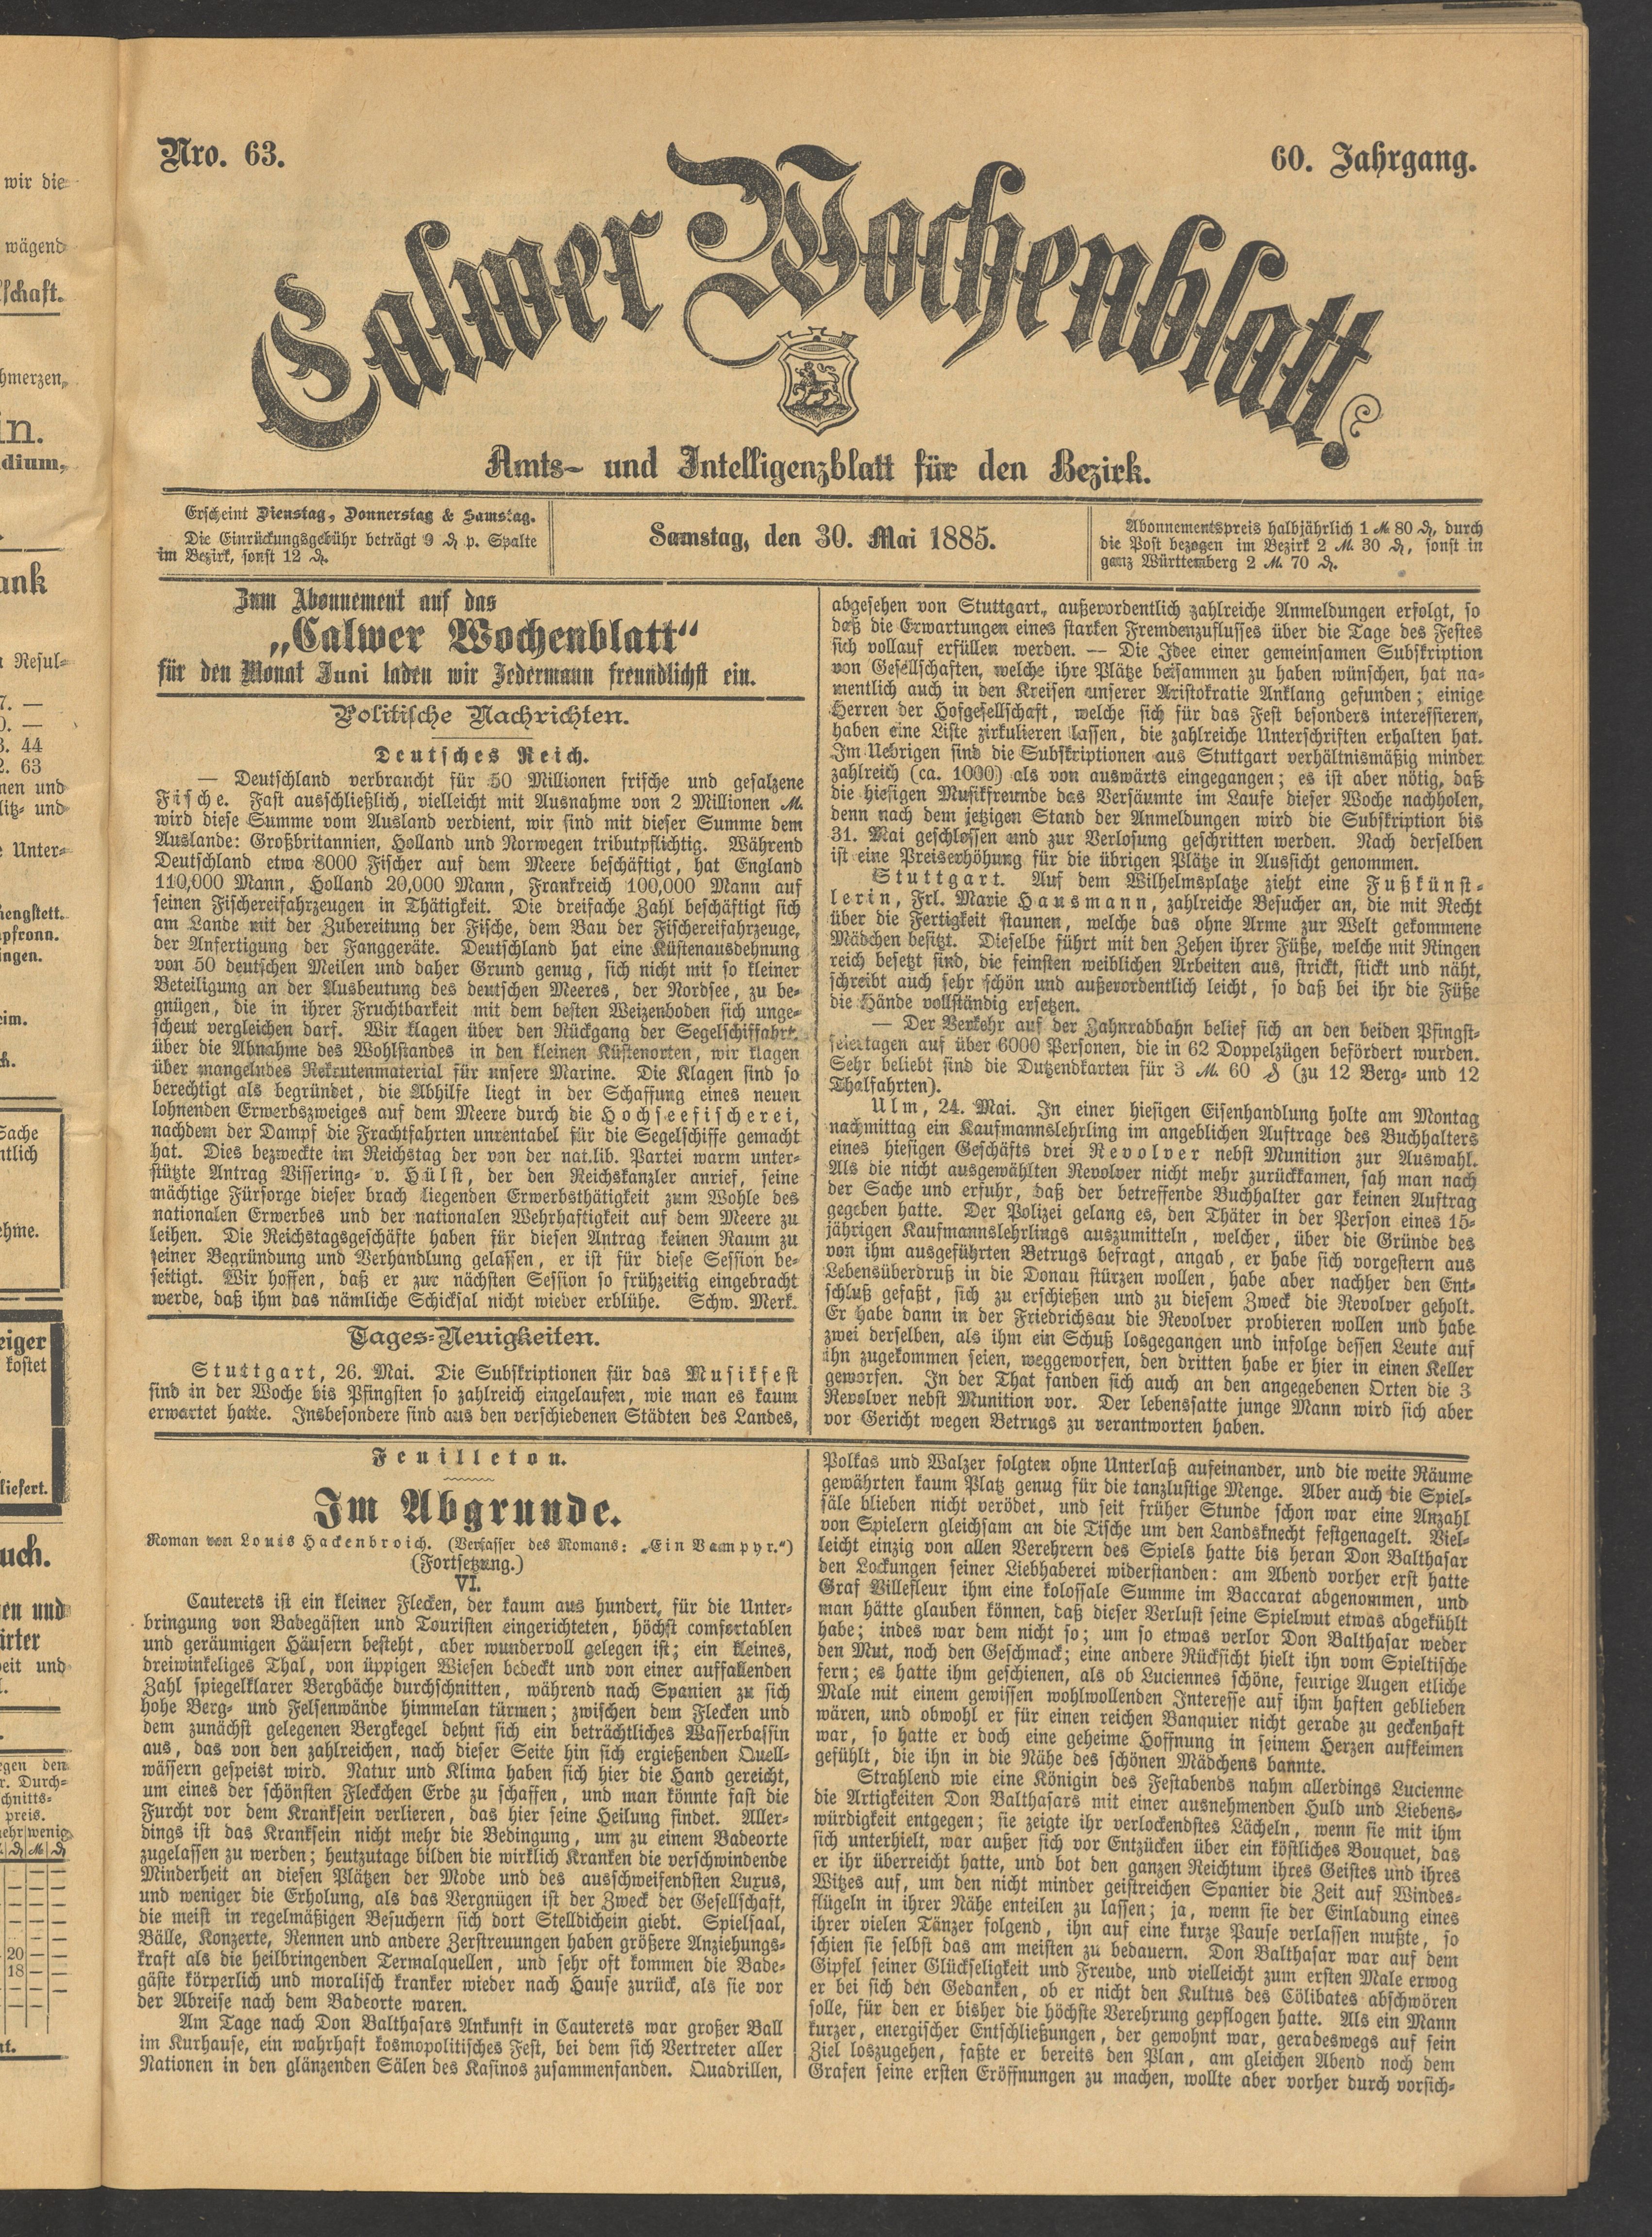 Nro. 63.
60. Jahrgang.
Calwer Wochenblatt.
Amts- und Intelligenzblatt für den Bezirk.
Erscheint Dienstag, Donnerstag & Samstag.
Die Einrückungsgebühr beträgt 9 ₰ p. Spalte
im Bezirk, sonst 12 ₰.
Samstag, den 30. Mai 1885.
Abonnementspreis halbjährlich 1 ℳ 80 ₰, durch
die Post bezogen im Bezirk 2 ℳ 30 ₰, sonst in
ganz Württemberg 2 ℳ 70 ₰.
Zum Abonnement auf das
„Calwer Wochenblatt“
für den Monat Juni laden wir Jedermann freundlichst ein.
Politische Nachrichten.
Deutsches Reich.
— Deutschland verbraucht für 50 Millionen frische und gesalzene
Fische. Fast ausschließlich, vielleicht mit Ausnahme von 2 Millionen ℳ
wird diese Summe vom Ausland verdient, wir sind mit dieser Summe dem
Auslande: Großbritannien, Holland und Norwegen tributpflichtig. Während
Deutschland etwa 8000 Fischer auf dem Meere beschäftigt, hat England
110,000 Mann, Holland 20,000 Mann, Frankreich 100,000 Mann auf
seinen Fischereifahrzeugen in Thätigkeit. Die dreifache Zahl beschäftigt sich
am Lande mit der Zubereitung der Fische, dem Bau der Fischereifahrzeuge,
der Anfertigung der Fanggeräte. Deutschland hat eine Küstenausdehnung
von 50 deutschen Meilen und daher Grund genug, sich nicht mit so kleiner
Beteiligung an der Ausbeutung des deutschen Meeres, der Nordsee, zu be-
gnügen, die in ihrer Fruchtbarkeit mit dem besten Weizenboden sich unge-
scheut vergleichen darf. Wir klagen über den Rückgang der Segelschiffahrt,
über die Abnahme des Wohlstandes in den kleinen Küstenorten, wir klagen
über mangelndes Rekrutenmaterial für unsere Marine. Die Klagen sind so
berechtigt als begründet, die Abhilfe liegt in der Schaffung eines neuen
lohnenden Erwerbszweiges auf dem Meere durch die Hochseefischerei,
nachdem der Dampf die Frachtfahrten unrentabel für die Segelschiffe gemacht
hat. Dies bezweckte im Reichstag der von der nat.lib. Partei warm unter-
stützte Antrag Vissering- v. Hülst, der den Reichskanzler anrief, seine
mächtige Fürsorge dieser brach liegenden Erwerbsthätigkeit zum Wohle des
nationalen Erwerbes und der nationalen Wehrhaftigkeit auf dem Meere zu
leihen. Die Reichstagsgeschäfte haben für diesen Antrag keinen Raum zu
seiner Begründung und Verhandlung gelassen, er ist für diese Session be-
seitigt. Wir hoffen, daß er zur nächsten Session so frühzeitig eingebracht
werde, daß ihm das nämliche Schicksal nicht wieder erblühe. Schw. Merk.
Tages-Neuigkeiten.
Stuttgart, 26. Mai. Die Subskriptionen für das Musikfest
sind in der Woche bis Pfingsten so zahlreich eingelaufen, wie man es kaum
erwartet hatte. Insbesondere sind aus den verschiedenen Städten des Landes,
abgesehen von Stuttgart, außerordentlich zahlreiche Anmeldungen erfolgt, so
daß die Erwartungen eines starken Fremdenzuflusses über die Tage des Festes
sich vollauf erfüllen werden. — Die Idee einer gemeinsamen Subskription
von Gesellschaften, welche ihre Plätze beisammen zu haben wünschen, hat na-
mentlich auch in den Kreisen unserer Aristokratie Anklang gefunden; einige
Herren der Hofgesellschaft, welche sich für das Fest besonders interessieren,
haben eine Liste zirkulieren lassen, die zahlreiche Unterschriften erhalten hat.
Im Uebrigen sind die Subskriptionen aus Stuttgart verhältnismäßig minder
zahlreich (ca. 1000) als von auswärts eingegangen; es ist aber nötig, daß
die hiesigen Musikfreunde das Versäumte im Laufe dieser Woche nachholen,
denn nach dem jetzigen Stand der Anmeldungen wird die Subskription bis
31. Mai geschlossen und zur Verlosung geschritten werden. Nach derselben
ist eine Preiserhöhung für die übrigen Plätze in Aussicht genommen.
Stuttgart. Auf dem Wilhelmsplatze zieht eine Fußkünst-
lerin, Frl. Marie Hausmann, zahlreiche Besucher an, die mit Recht
über die Fertigkeit staunen, welche das ohne Arme zur Welt gekommene
Mädchen besitzt. Dieselbe führt mit den Zehen ihrer Füße, welche mit Ringen
reich besetzt sind, die feinsten weiblichen Arbeiten aus, strickt, stickt und näht,
schreibt auch sehr schön und außerordentlich leicht, so daß bei ihr die Füße
die Hände vollständig ersetzen.
— Der Verkehr auf der Zahnradbahn belief sich an den beiden Pfingst-
feiertagen auf über 6000 Personen, die in 62 Doppelzügen befördert wurden.
Sehr beliebt sind die Dutzendkarten für 3 ℳ 60 ₰ (zu 12 Berg- und 12
Thalfahrten).
Ulm, 24. Mai. In einer hiesigen Eisenhandlung holte am Montag
nachmittag ein Kaufmannslehrling im angeblichen Auftrage des Buchhalters
eines hiesigen Geschäfts drei Revolver nebst Munition zur Auswahl.
Als die nicht ausgewählten Revolver nicht mehr zurückkamen, sah man nach
der Sache und erfuhr, daß der betreffende Buchhalter gar keinen Auftrag
gegeben hatte. Der Polizei gelang es, den Thäter in der Person eines 15-
jährigen Kaufmannslehrlings auszumitteln, welcher, über die Gründe des
von ihm ausgeführten Betrugs befragt, angab, er habe sich vorgestern aus
Lebensüberdruß in die Donau stürzen wollen, habe aber nachher den Ent-
schluß gefaßt, sich zu erschießen und zu diesem Zweck die Revolver geholt.
Er habe dann in der Friedrichsau die Revolver probieren wollen und habe
zwei derselben, als ihm ein Schuß losgegangen und infolge dessen Leute auf
ihn zugekommen seien, weggeworfen, den dritten habe er hier in einen Keller
geworfen. In der That fanden sich auch an den angegebenen Orten die 3
Revolver nebst Munition vor. Der lebenssatte junge Mann wird sich aber
vor Gericht wegen Betrugs zu verantworten haben.
Feuilleton.
Im Abgrunde.
Roman von Louis Hackenbroich. (Verfasser des Romans: „Ein Vampyr.“)
(Fortsetzung.)
VI.
Cauterets ist ein kleiner Flecken, der kaum aus hundert, für die Unter-
bringung von Badegästen und Touristen eingerichteten, höchst comfortablen
und geräumigen Häusern besteht, aber wundervoll gelegen ist; ein kleines,
dreiwinkeliges Thal, von üppigen Wiesen bedeckt und von einer auffallenden
Zahl spiegelklarer Bergbäche durchschnitten, während nach Spanien zu sich
hohe Berg- und Felsenwände himmelan türmen; zwischen dem Flecken und
dem zunächst gelegenen Bergkegel dehnt sich ein beträchtliches Wasserbassin
aus, das von den zahlreichen, nach dieser Seite hin sich ergießenden Quell-
wässern gespeist wird. Natur und Klima haben sich hier die Hand gereicht,
um eines der schönsten Fleckchen Erde zu schaffen, und man könnte fast die
Furcht vor dem Kranksein verlieren, das hier seine Heilung findet. Aller-
dings ist das Kranksein nicht mehr die Bedingung, um zu einem Badeorte
zugelassen zu werden; heutzutage bilden die wirklich Kranken die verschwindende
Minderheit an diesen Plätzen der Mode und des ausschweifendsten Luxus,
und weniger die Erholung, als das Vergnügen ist der Zweck der Gesellschaft,
die meist in regelmäßigen Besuchern sich dort Stelldichein giebt. Spielsaal,
Bälle, Konzerte, Rennen und andere Zerstreuungen haben größere Anziehungs-
kraft als die heilbringenden Termalquellen, und sehr oft kommen die Bade-
gäste körperlich und moralisch kranker wieder nach Hause zurück, als sie vor
der Abreise nach dem Badeorte waren.
Am Tage nach Don Balthasars Ankunft in Cauterets war großer Ball
im Kurhause, ein wahrhaft kosmopolitisches Fest, bei dem sich Vertreter aller
Nationen in den glänzenden Sälen des Kasinos zusammenfanden. Quadrillen,
Polkas und Walzer folgten ohne Unterlaß aufeinander, und die weite Räume
gewährten kaum Platz genug für die tanzlustige Menge. Aber auch die Spiel-
säle blieben nicht verödet, und seit früher Stunde schon war eine Anzahl
von Spielern gleichsam an die Tische um den Landsknecht festgenagelt. Viel-
leicht einzig von allen Verehrern des Spiels hatte bis heran Don Balthasar
den Lockungen seiner Liebhaberei widerstanden: am Abend vorher erst hatte
Graf Villefleur ihm eine kolossale Summe im Baccarat abgenommen, und
man hätte glauben können, daß dieser Verlust seine Spielwut etwas abgekühlt
habe; indes war dem nicht so; um so etwas verlor Don Balthasar weder
den Mut, noch den Geschmack; eine andere Rücksicht hielt ihn vom Spieltische
fern; es hatte ihm geschienen, als ob Luciennes schöne, feurige Augen etliche
Male mit einem gewissen wohlwollenden Interesse auf ihm haften geblieben
wären, und obwohl er für einen reichen Banquier nicht gerade zu geckenhaft
war, so hatte er doch eine geheime Hoffnung in seinem Herzen aufkeimen
gefühlt, die ihn in die Nähe des schönen Mädchens bannte.
Strahlend wie eine Königin des Festabends nahm allerdings Lucienne
die Artigkeiten Don Balthasars mit einer ausnehmenden Huld und Liebens-
würdigkeit entgegen; sie zeigte ihr verlockendstes Lächeln, wenn sie mit ihm
sich unterhielt, war außer sich vor Entzücken über ein köstliches Bouquet, das
er ihr überreicht hatte, und bot den ganzen Reichtum ihres Geistes und ihres
Witzes auf, um den nicht minder geistreichen Spanier die Zeit auf Windes-
flügeln in ihrer Nähe enteilen zu lassen; ja, wenn sie der Einladung eines
ihrer vielen Tänzer folgend, ihn auf eine kurze Pause verlassen mußte, so
schien sie selbst das am meisten zu bedauern. Don Balthasar war auf dem
Gipfel seiner Glückseligkeit und Freude, und vielleicht zum ersten Male erwog
er bei sich den Gedanken, ob er nicht den Kultus des Cölibates abschwören
solle, für den er bisher die höchste Verehrung gepflogen hatte. Als ein Mann
kurzer, energischer Entschließungen, der gewohnt war, geradeswegs auf sein
Ziel loszugehen, faßte er bereits den Plan, am gleichen Abend noch dem
Grafen seine ersten Eröffnungen zu machen, wollte aber vorher durch vorsich-